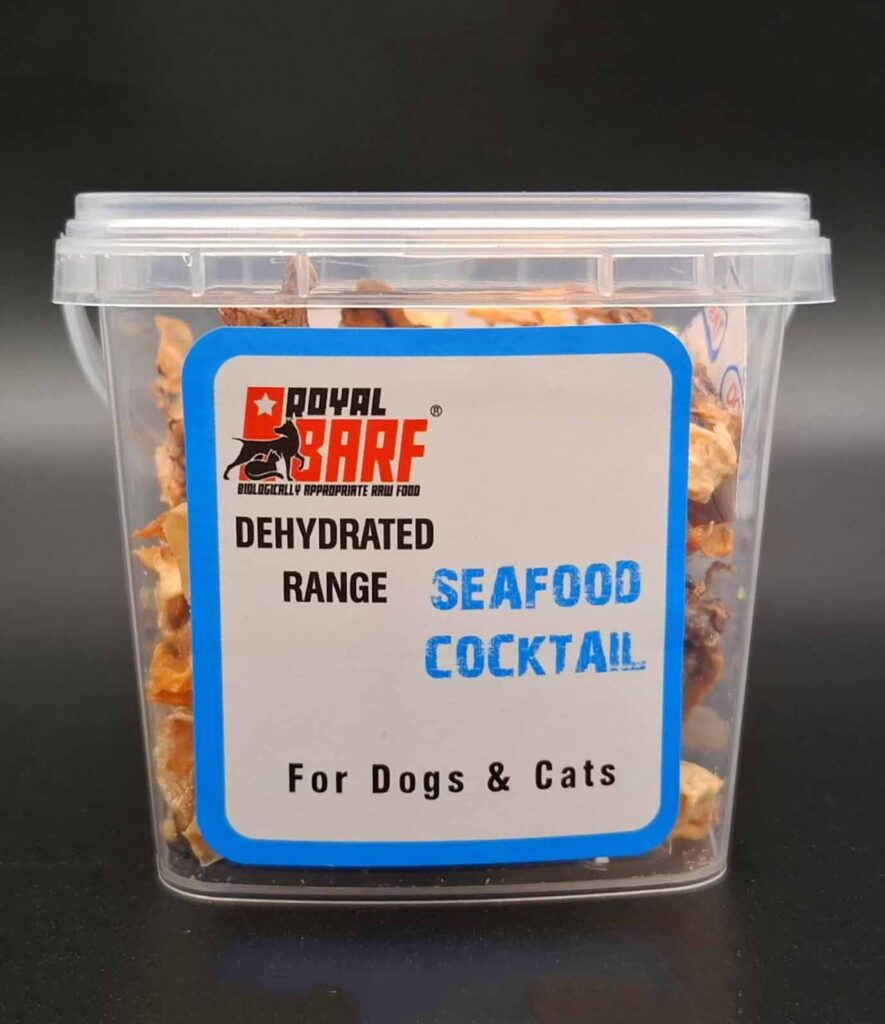 ROYAL
BARF ®
BIOLOGICALLY APPROPRIATE RAW FOOD
DEHYDRATED
RANGE
SEAFOOD
COCKTAIL
For Dogs & Cats